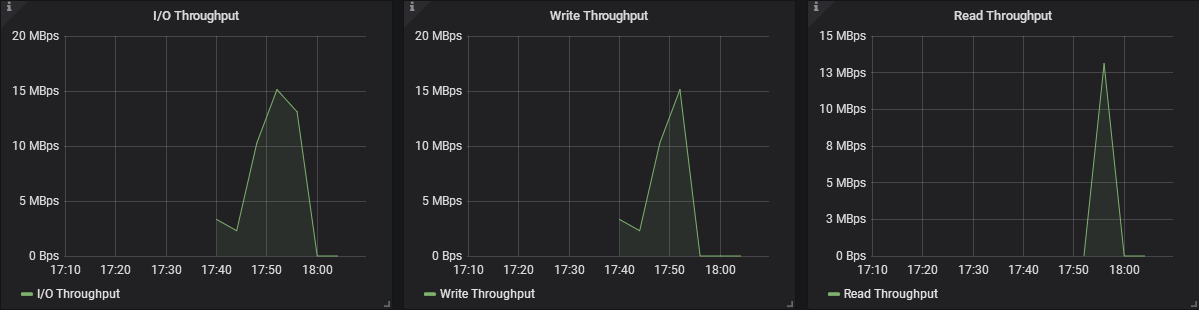 I/O Throughput
20 MBps
15 MBps
10 MBps
5 MBps
0 Bps
17:10 17:20 17:30 17:40 17:50 18:00
I/O Throughput
Write Throughput
20 MBps
15 MBps
10 MBps
5 MBps
0 Bps
17:10 17:20 17:30 17:40 17:50 18:00
Write Throughput
Read Throughput
15 MBps
13 MBps
10 MBps
8 MBps
5 MBps
3 MBps
0 Bps
17:10 17:20 17:30 17:40 17:50 18:00
Read Throughput